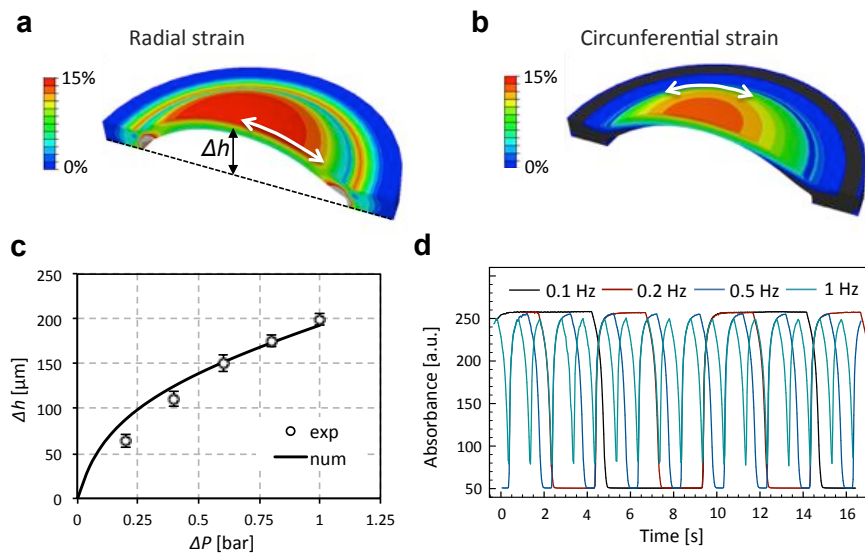 a
Radial strain
15%
0%
Δh
b
Circunferential strain
15%
0%
c
250
200
150
100
50
0
Δh [µm]
exp
num
0
0.25
0.5
0.75
1
1.25
ΔP [bar]
d
0.1 Hz 0.2 Hz 0.5 Hz 1 Hz
250
200
150
100
50
Absorbance [a.u.]
0 2 4 6 8 10 12 14 16
Time [s]